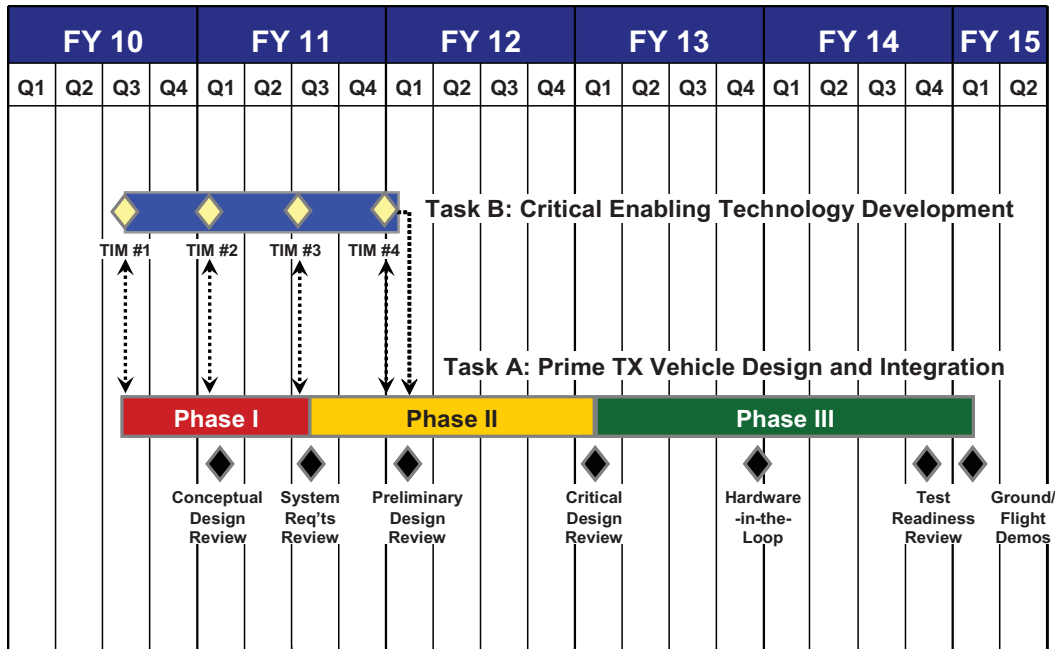 FY 10 FY 11 FY 12 FY 13 FY 14 FY 15
Q1 Q2 Q3 Q4 Q1 Q2 Q3 Q4 Q1 Q2 Q3 Q4 Q1 Q2 Q3 Q4 Q1 Q2 Q3 Q4 Q1 Q2
Task B: Critical Enabling Technology Development
TIM #1 TIM #2 TIM #3 TIM #4
Task A: Prime TX Vehicle Design and Integration
Phase I Phase II Phase III
Conceptual
Design
Review
System
Req'ts
Review
Preliminary
Design
Review
Critical
Design
Review
Hardware
-in-the-
Loop
Test
Readiness
Review
Ground/
Flight
Demos